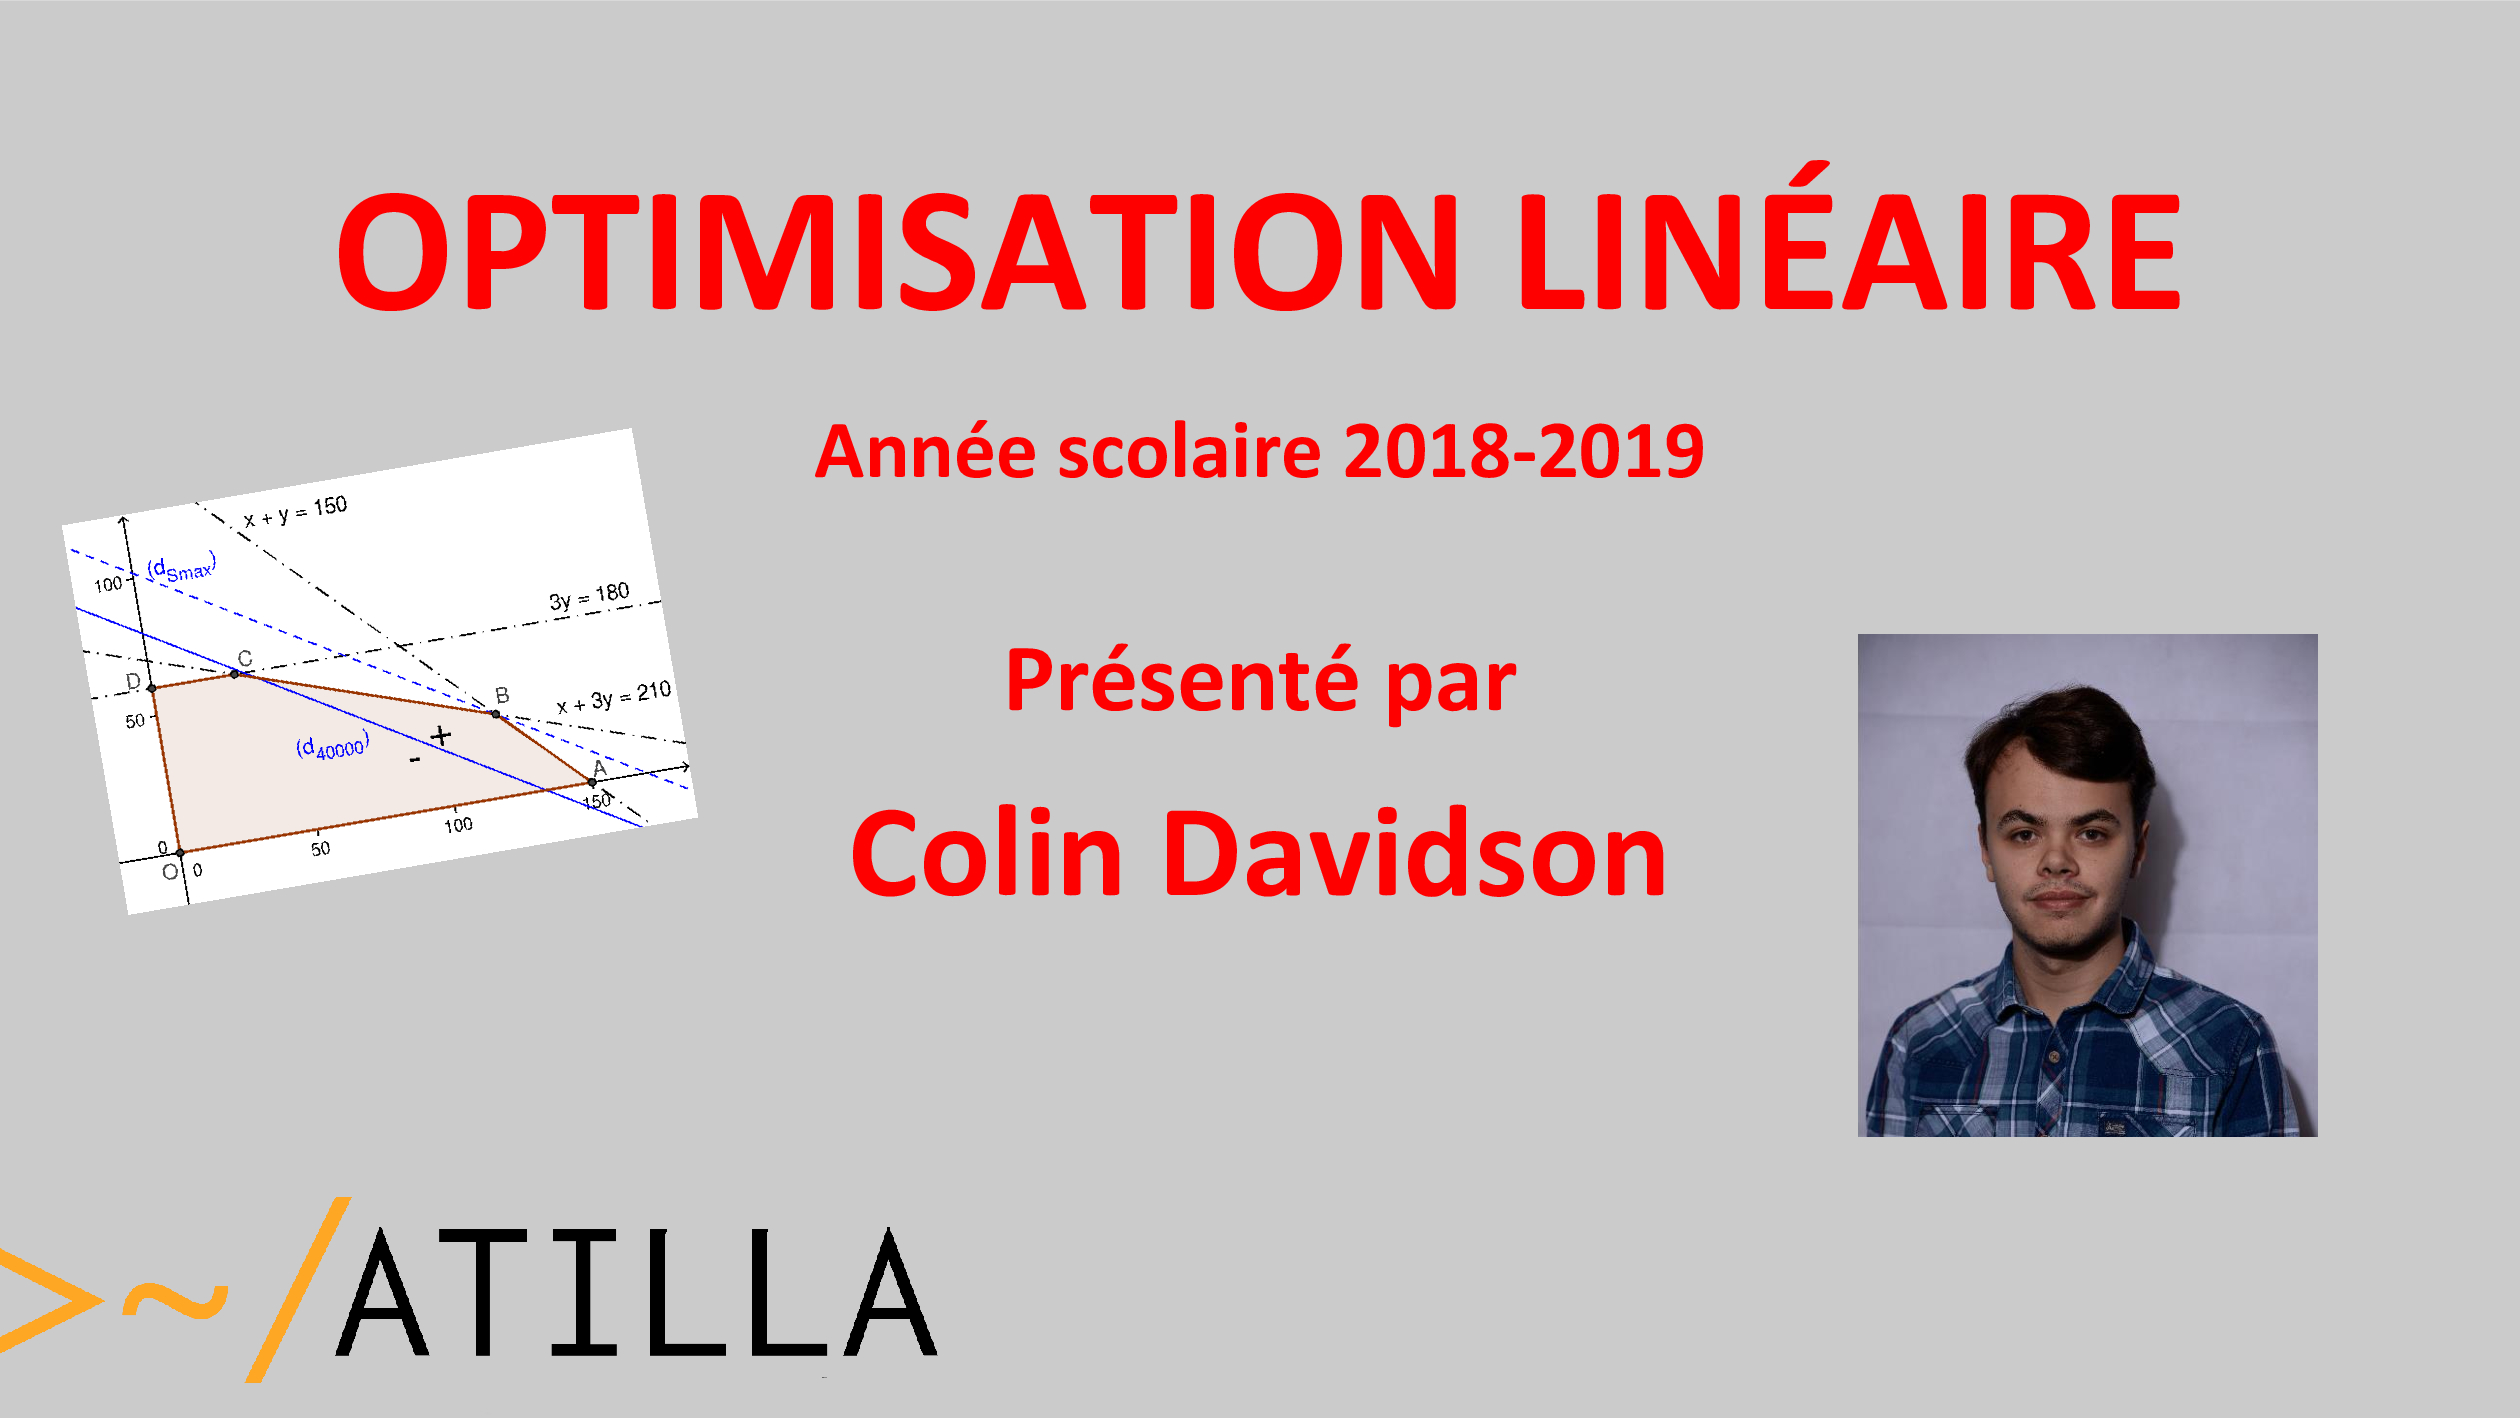 OPTIMISATION LINÉAIRE
Année scolaire 2018-2019
x + y = 150
(dSmax)
100
3y = 180
C
D
B
x + 3y = 210
50
(d40000)
+
-
A
150
100
50
0
O
0
Présenté par
Colin Davidson
>~/ATILLA